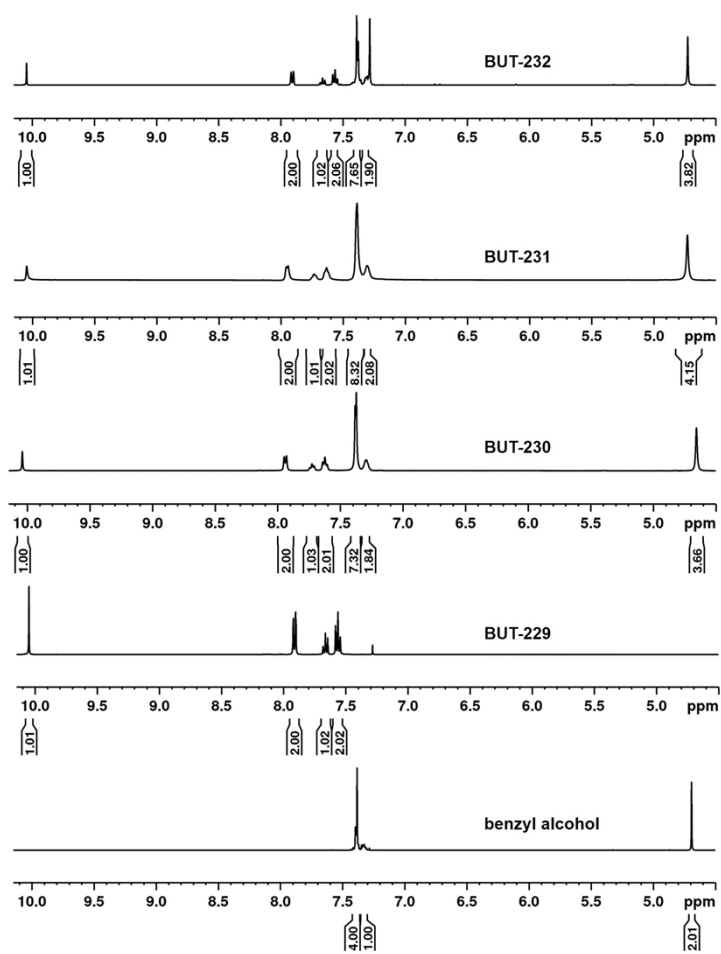 BUT-232
10.0 9.5 9.0 8.5 8.0 7.5 7.0 6.5 6.0 5.5 5.0 ppm
1.00 2.00 1.02 2.06 7.65 1.90 3.82
BUT-231
10.0 9.5 9.0 8.5 8.0 7.5 7.0 6.5 6.0 5.5 5.0 ppm
1.01 2.00 1.01 2.02 8.32 2.08 4.15
BUT-230
10.0 9.5 9.0 8.5 8.0 7.5 7.0 6.5 6.0 5.5 5.0 ppm
1.00 2.00 1.03 2.01 7.32 1.84 3.66
BUT-229
10.0 9.5 9.0 8.5 8.0 7.5 7.0 6.5 6.0 5.5 5.0 ppm
1.01 2.00 1.02 2.02
benzyl alcohol
10.0 9.5 9.0 8.5 8.0 7.5 7.0 6.5 6.0 5.5 5.0 ppm
4.00 1.00 2.01